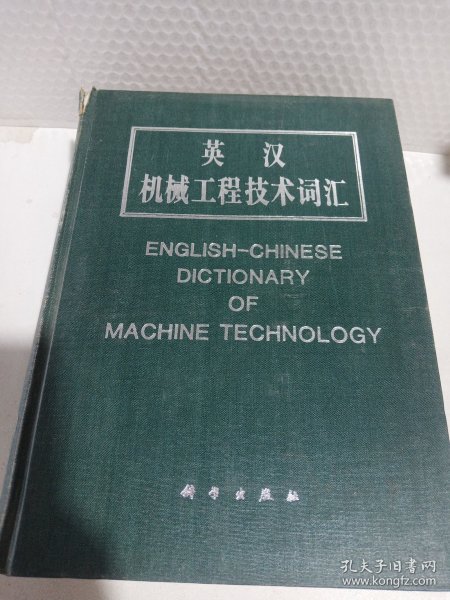 英 汉
机械工程技术词汇
ENGLISH-CHINESE
DICTIONARY
OF
MACHINE TECHNOLOGY
科学出版社
孔夫子旧书网
www.kongfz.com